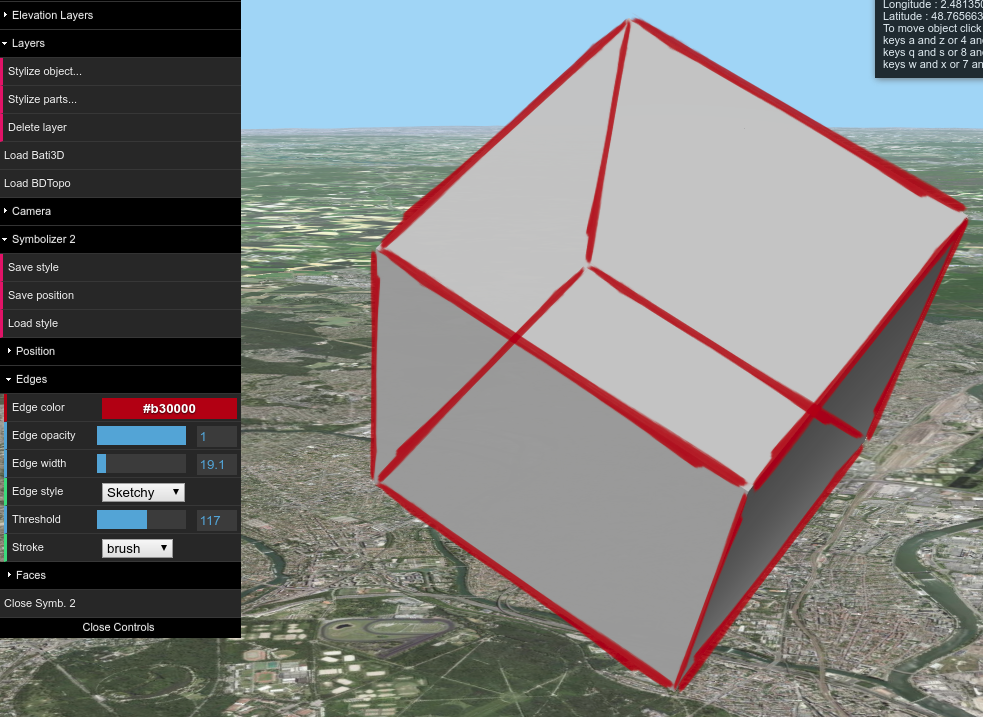 Elevation Layers
Layers
Stylize object...
Stylize parts...
Delete layer
Load Bati3D
Load BDTopo
Camera
Symbolizer 2
Save style
Save position
Load style
Position
Edges
Edge color #b30000
Edge opacity 1
Edge width 19.1
Edge style Sketchy
Threshold 117
Stroke brush
Faces
Close Symb. 2
Close Controls
Longitude : 2.481350
Latitude : 48.765663
To move object click
keys a and z or 4 and
keys q and s or 8 and
keys w and x or 7 an